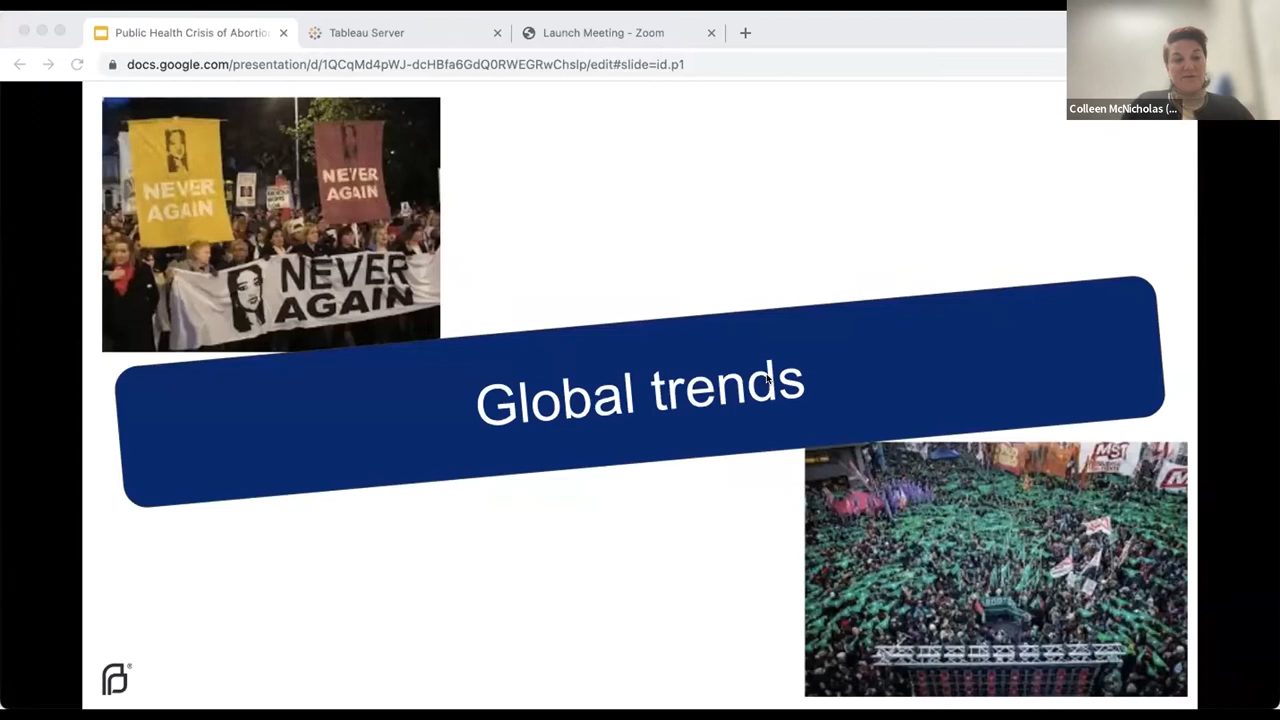 Public Health Crisis of Abortio
Tableau Server
Launch Meeting - Zoom
docs.google.com/presentation/d/1QCqMd4pWJ-dcHBfa6GdQ0RWEGRwChslp/edit#slide=id.p1
Colleen McNicholas (...
NEVER
AGAIN
NEVER
AGAIN
NEVER
AGAIN
Global trends
MST